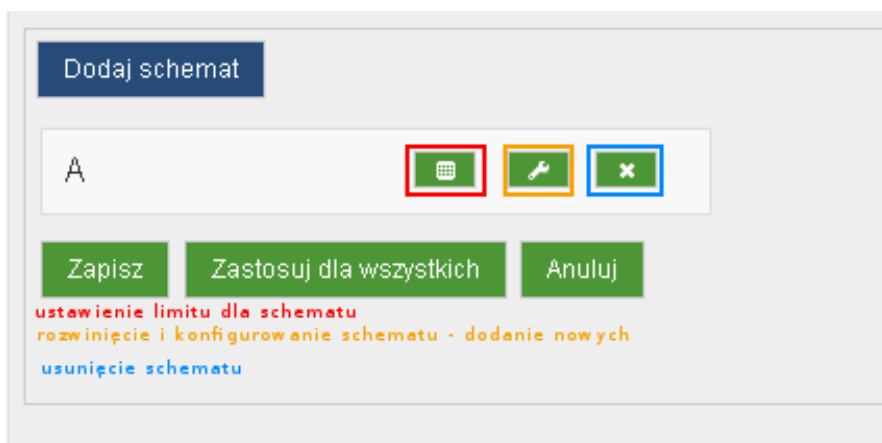 Dodaj schemat
A
Zapisz Zastosuj dla wszystkich Anuluj
ustawienie limitu dla schematu
rozwinięcie i konfigurowanie schematu - dodanie nowych
usunięcie schematu